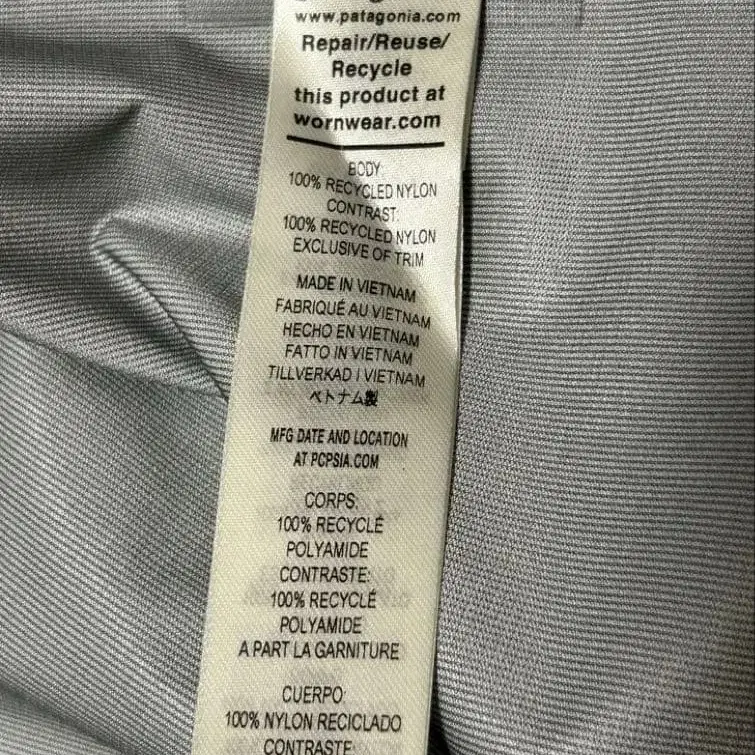 www.patagonia.com
Repair/Reuse/
Recycle
this product at
wornwear.com
BODY:
100% RECYCLED NYLON
CONTRAST:
100% RECYCLED NYLON
EXCLUSIVE OF TRIM
MADE IN VIETNAM
FABRIQUÉ AU VIETNAM
HECHO EN VIETNAM
FATTO IN VIETNAM
TILLVERKAD I VIETNAM
ベトナム製
MFG DATE AND LOCATION
AT PCPSIA.COM
CORPS:
100% RECYCLÉ
POLYAMIDE
CONTRASTE:
100% RECYCLÉ
POLYAMIDE
A PART LA GARNITURE
CUERPO:
100% NYLON RECICLADO
CONTRASTE: